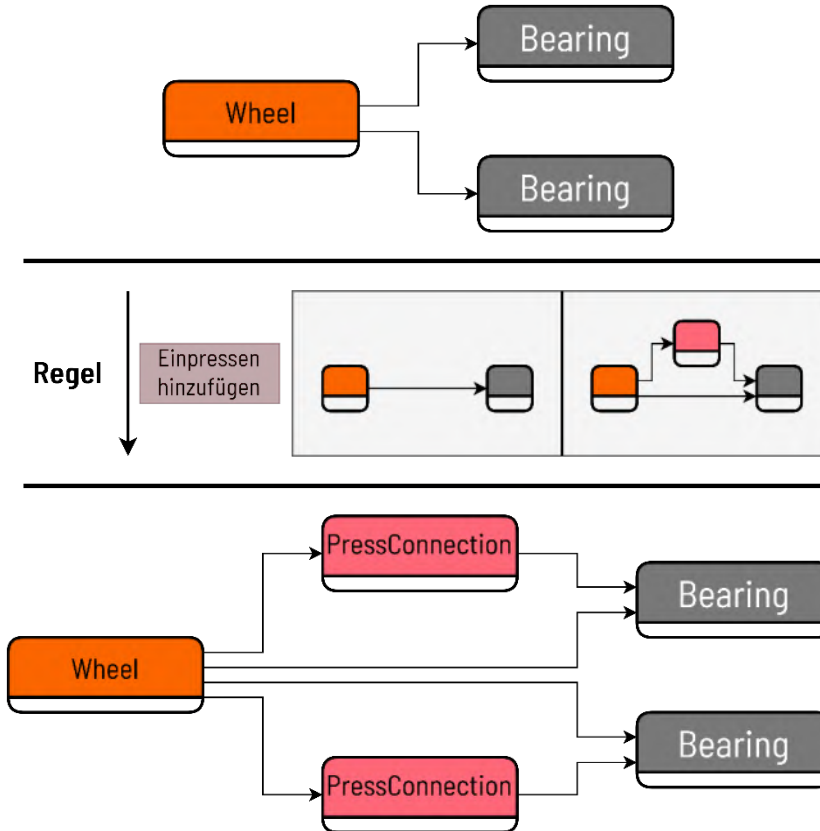 Bearing
Wheel
Bearing
Regel
Einpressen
hinzufügen
PressConnection
Bearing
Wheel
Bearing
PressConnection